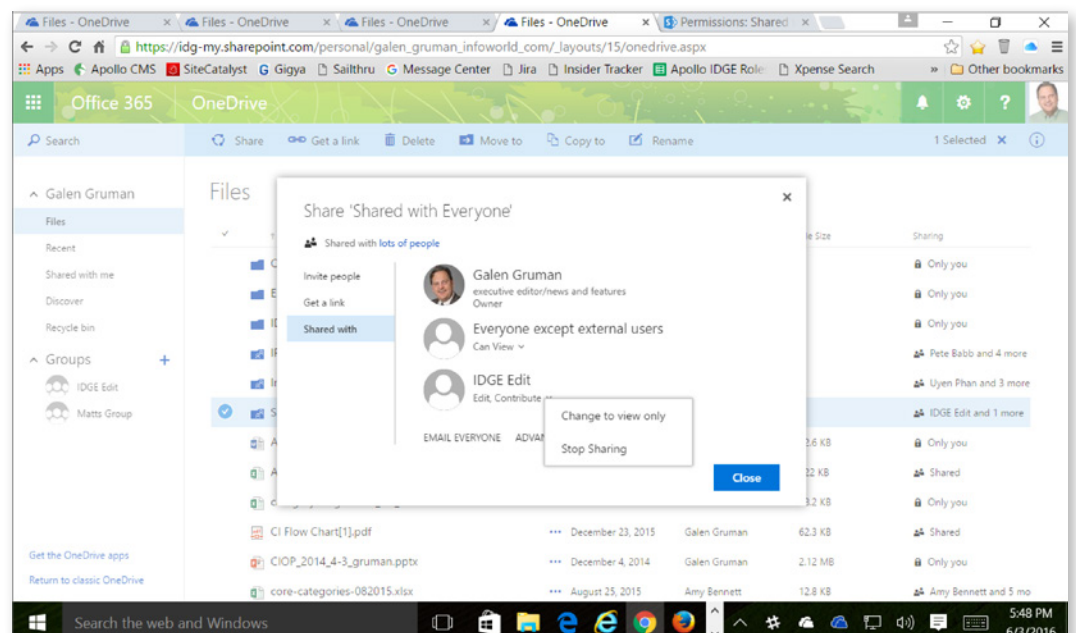 Files - OneDrive × Files - OneDrive × Files - OneDrive × Files - OneDrive × Permissions: Shared ×
https://idg-my.sharepoint.com/personal/galen_gruman_infoworld_com/_layouts/15/onedrive.aspx
Apps Apollo CMS SiteCatalyst G Gigya Sailthru G Message Center Jira Insider Tracker Apollo IDGE Role Xpense Search » Other bookmarks
Office 365 OneDrive ?
Search Share Get a link Delete Move to Copy to Rename 1 Selected ×
Galen Gruman
Files
Recent
Shared with me
Discover
Recycle bin
Groups +
IDGE Edit
Matts Group
Get the OneDrive apps
Return to classic OneDrive
Files
Share 'Shared with Everyone' ×
Shared with lots of people
Invite people
Get a link
Shared with
Galen Gruman
executive editor/news and features
Owner
Everyone except external users
Can View
IDGE Edit
Edit, Contribute
Change to view only
Stop Sharing
EMAIL EVERYONE
Close
Size Sharing
Only you
Only you
Only you
Pete Babb and 4 more
Uyen Phan and 3 more
IDGE Edit and 1 more
2.6 KB Only you
22 KB Shared
3.2 KB Only you
CI Flow Chart[1].pdf ••• December 23, 2015 Galen Gruman 62.3 KB Shared
CIOP_2014_4-3_gruman.pptx ••• December 4, 2014 Galen Gruman 2.12 MB Only you
core-categories-082015.xlsx ••• August 25, 2015 Amy Bennett 12.8 KB Amy Bennett and 5 mo
Search the web and Windows 5:48 PM
6/3/2016